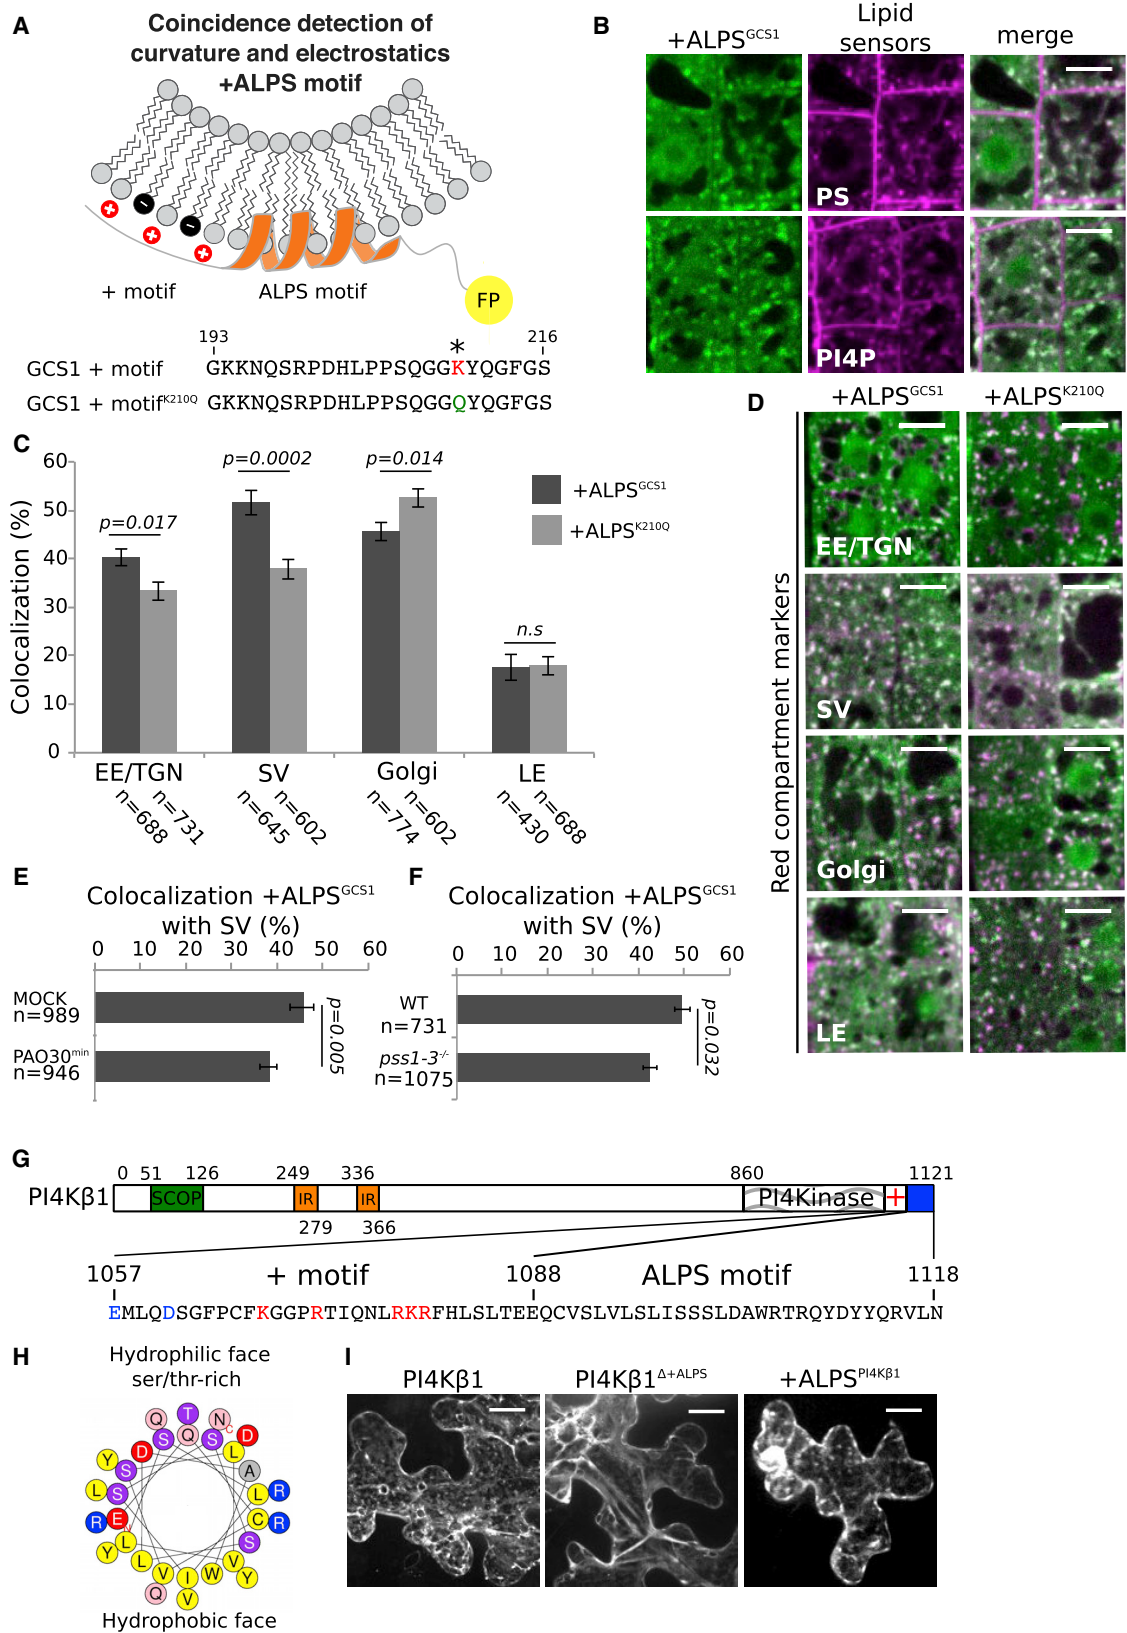 A
Coincidence detection of
curvature and electrostatics
+ALPS motif
+ motif
ALPS motif
FP
193
*
216
GCS1 + motif GKKNQSRPDHLPPSQGGKYQGFGS
GCS1 + motifK210Q GKKNQSRPDHLPPSQGGQYQGFGS
B
+ALPSGCS1
Lipid
sensors
merge
PS
PI4P
C
Colocalization (%)
60
50
40
30
20
10
0
p=0.017
p=0.0002
p=0.014
n.s
+ALPSGCS1
+ALPSK210Q
EE/TGN
SV
Golgi
LE
n=688
n=731
n=645
n=602
n=774
n=602
n=430
n=688
D
+ALPSGCS1
+ALPSK210Q
Red compartment markers
EE/TGN
SV
Golgi
LE
E
Colocalization +ALPSGCS1
with SV (%)
0 10 20 30 40 50 60
MOCK
n=989
PAO30min
n=946
p=0.005
F
Colocalization +ALPSGCS1
with SV (%)
0 10 20 30 40 50 60
WT
n=731
pss1-3-/-
n=1075
p=0.032
G
0 51 126 249 336 860 1121
PI4Kβ1 SCOP IR IR PI4Kinase +
279 366
1057 + motif 1088 ALPS motif 1118
EMLQDSGFPCFKGGPRTIQNLRKRFHLSLTEEQCVSLVLSLISSSLDAWRTRQYDYYQRVLN
H
Hydrophilic face
ser/thr-rich
Q T N C
S Q S D
D L
Y S A
L S L R
R E C R
L N S
Y L V
V I W Y
Q V
Hydrophobic face
I
PI4Kβ1
PI4Kβ1Δ+ALPS
+ALPSPI4Kβ1